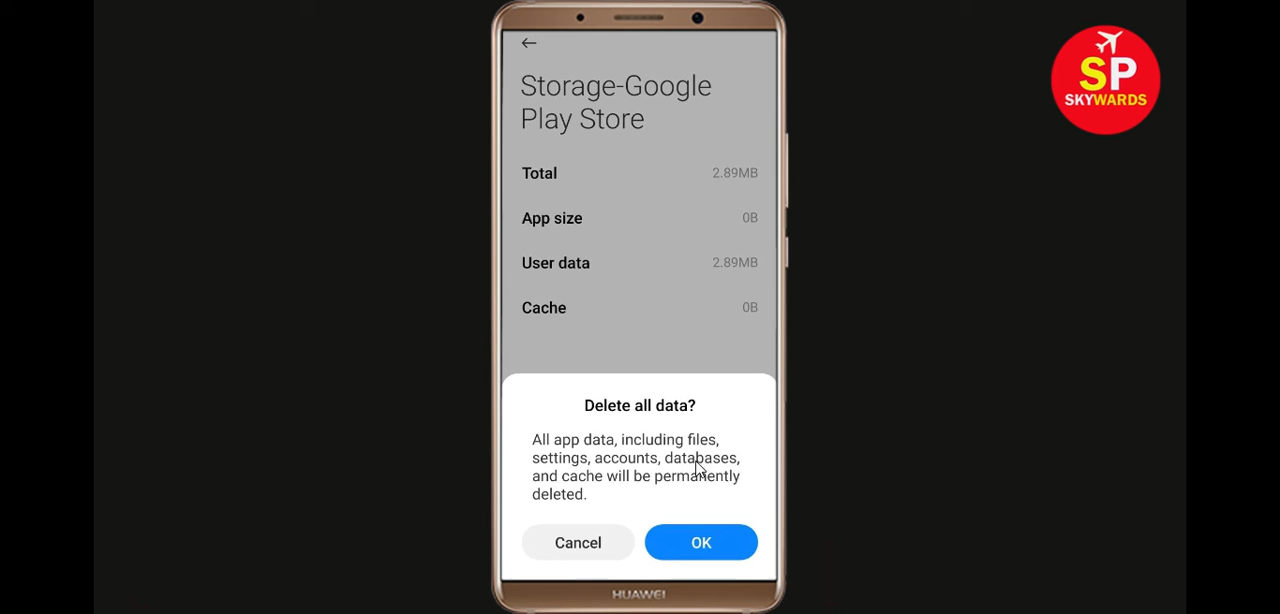 SP
SKYWARDS
Storage-Google
Play Store
Total 2.89MB
App size 0B
User data 2.89MB
Cache 0B
Delete all data?
All app data, including files,
settings, accounts, databases,
and cache will be permanently
deleted.
Cancel OK
HUAWEI